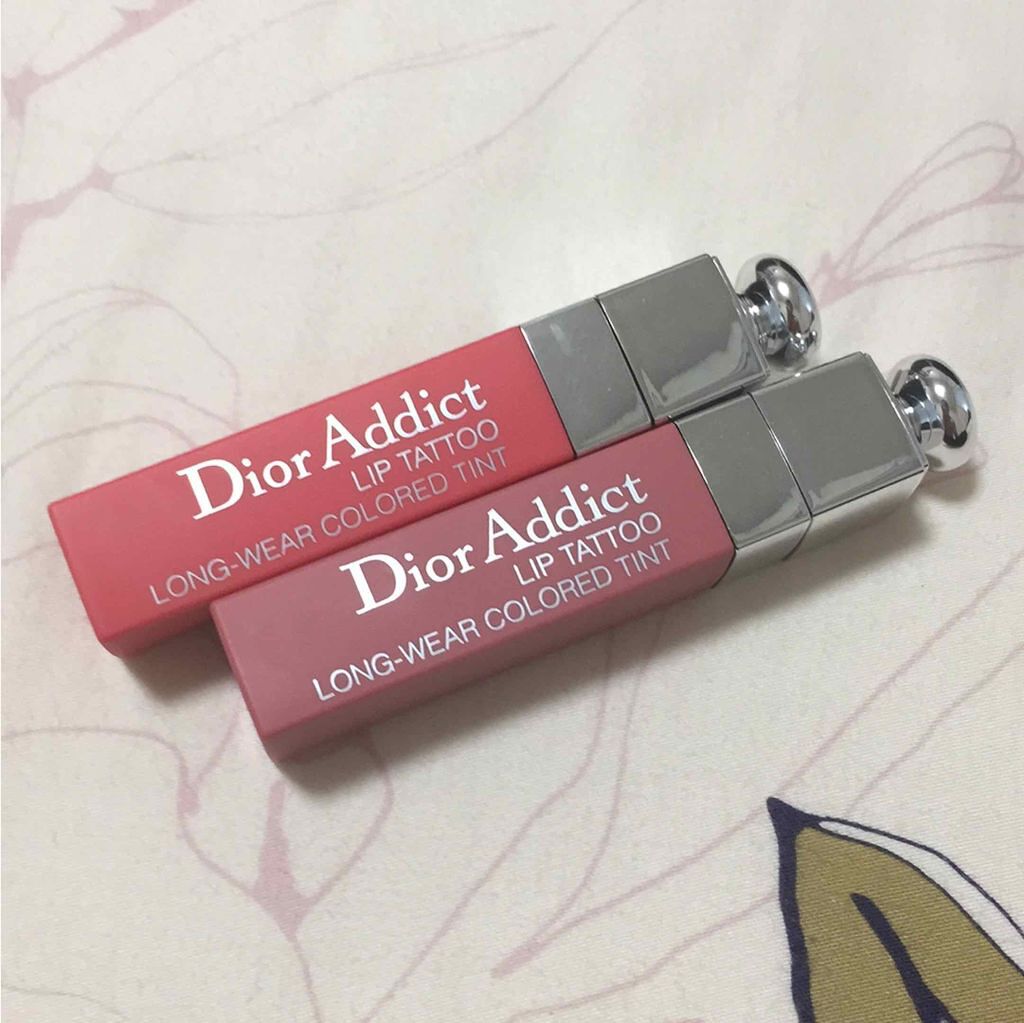 Dior Addict
LIP TATTOO
LONG-WEAR COLORED TINT
Dior Addict
LIP TATTOO
LONG-WEAR COLORED TINT